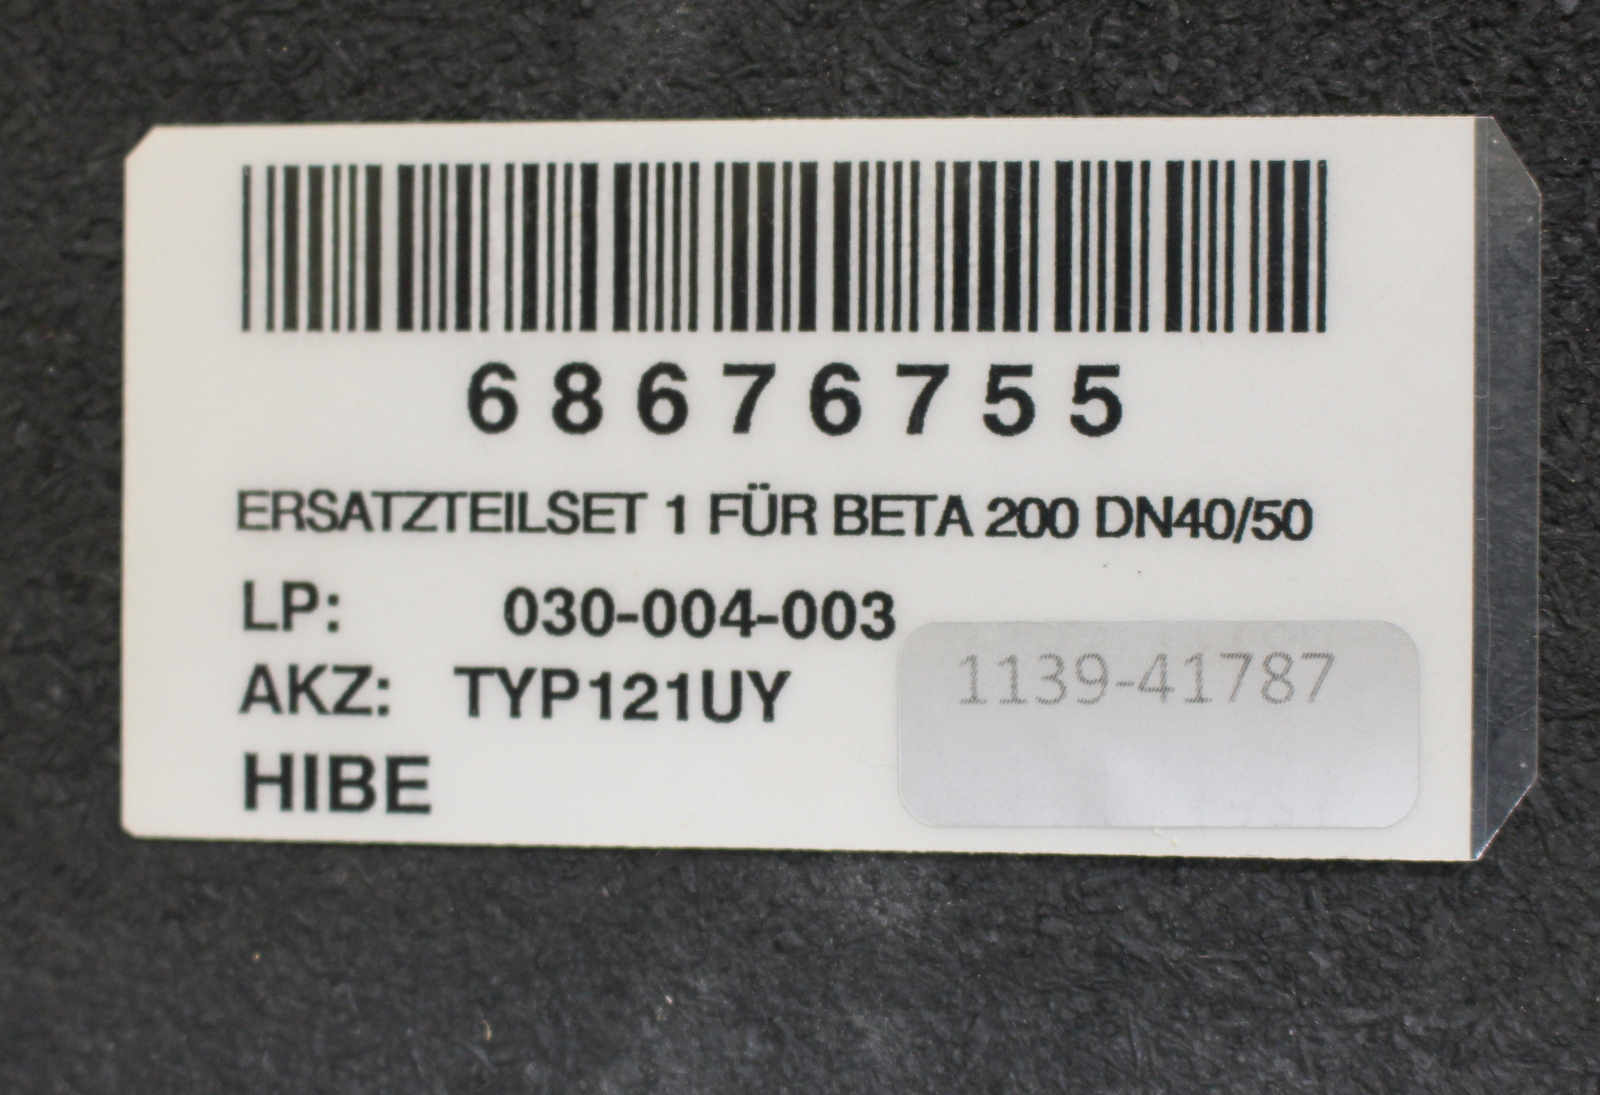 68676755
ERSATZTEILSET 1 FÜR BETA 200 DN40/50
LP: 030-004-003
AKZ: TYP121UY
1139-41787
HIBE